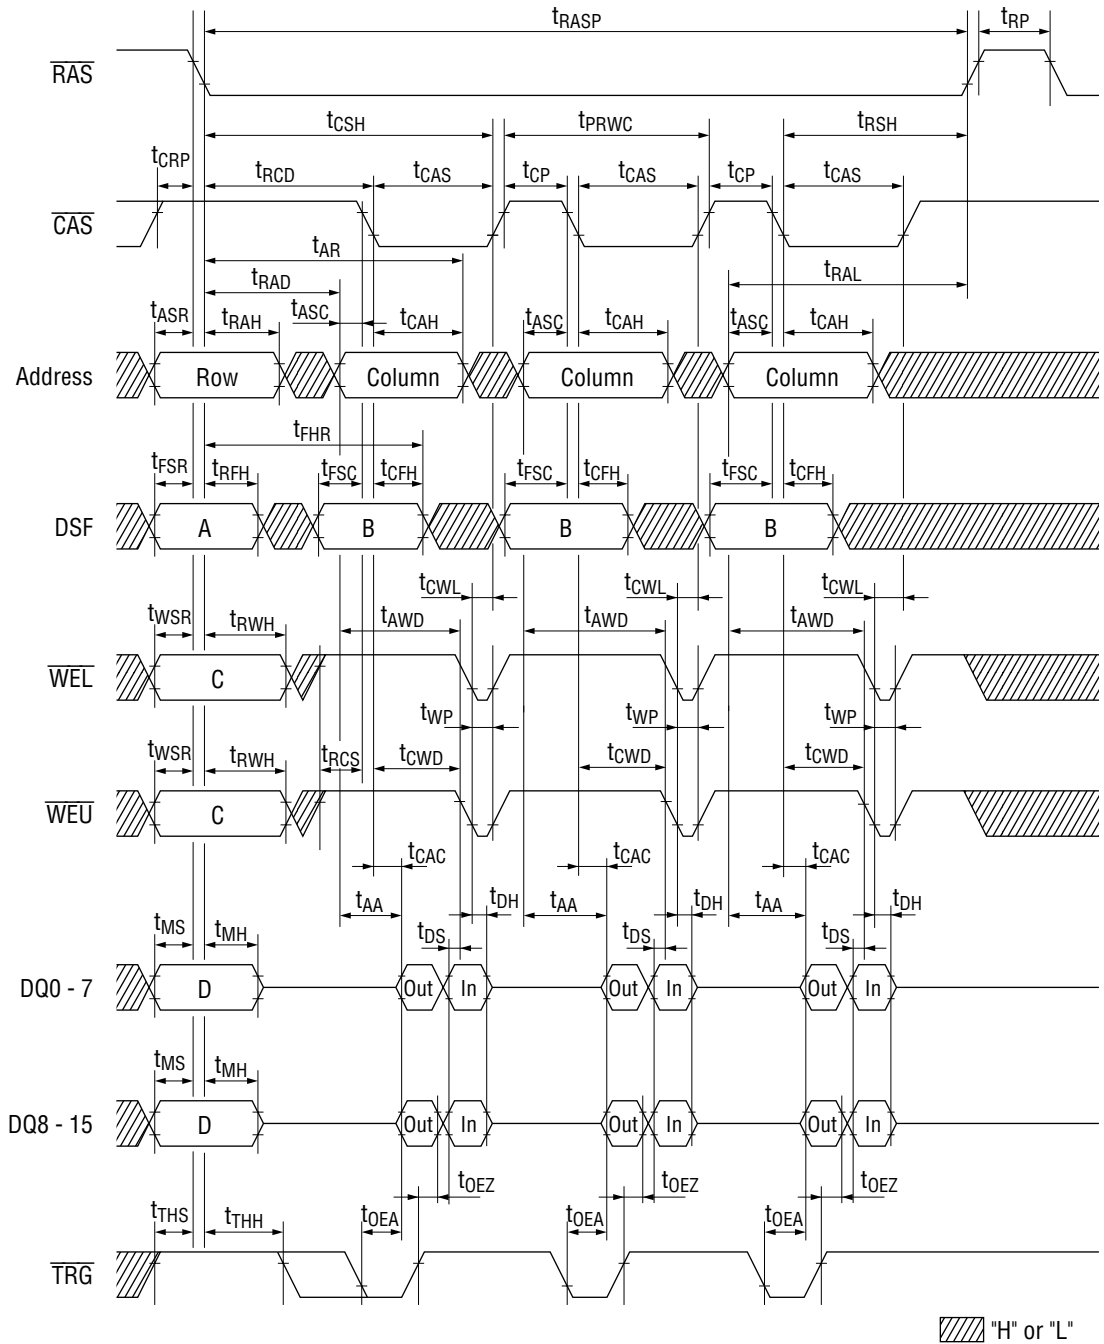 tRASP tRP
RAS
tCSH tPRWC tRSH
tCRP tRCD tCAS tCP tCAS tCP tCAS
CAS
tAR
tRAD tRAL
tASR tRAH tASC tCAH tASC tCAH tASC tCAH
Address Row Column Column Column
tFHR
tFSR tRFH tFSC tCFH tFSC tCFH tFSC tCFH
DSF A B B B
tCWL tCWL tCWL
tWSR tRWH tAWD tAWD tAWD
WEL C
tWP tWP tWP
tWSR tRWH tRCS tCWD tCWD tCWD
WEU C
tCAC tCAC tCAC
tAA tDH tAA tDH tAA tDH
tMS tMH tDS tDS tDS
DQ0 - 7 D Out In Out In Out In
tMS tMH
DQ8 - 15 D Out In Out In Out In
tOEZ tOEZ tOEZ
tTHS tTHH tOEA tOEA tOEA
TRG
"H" or "L"